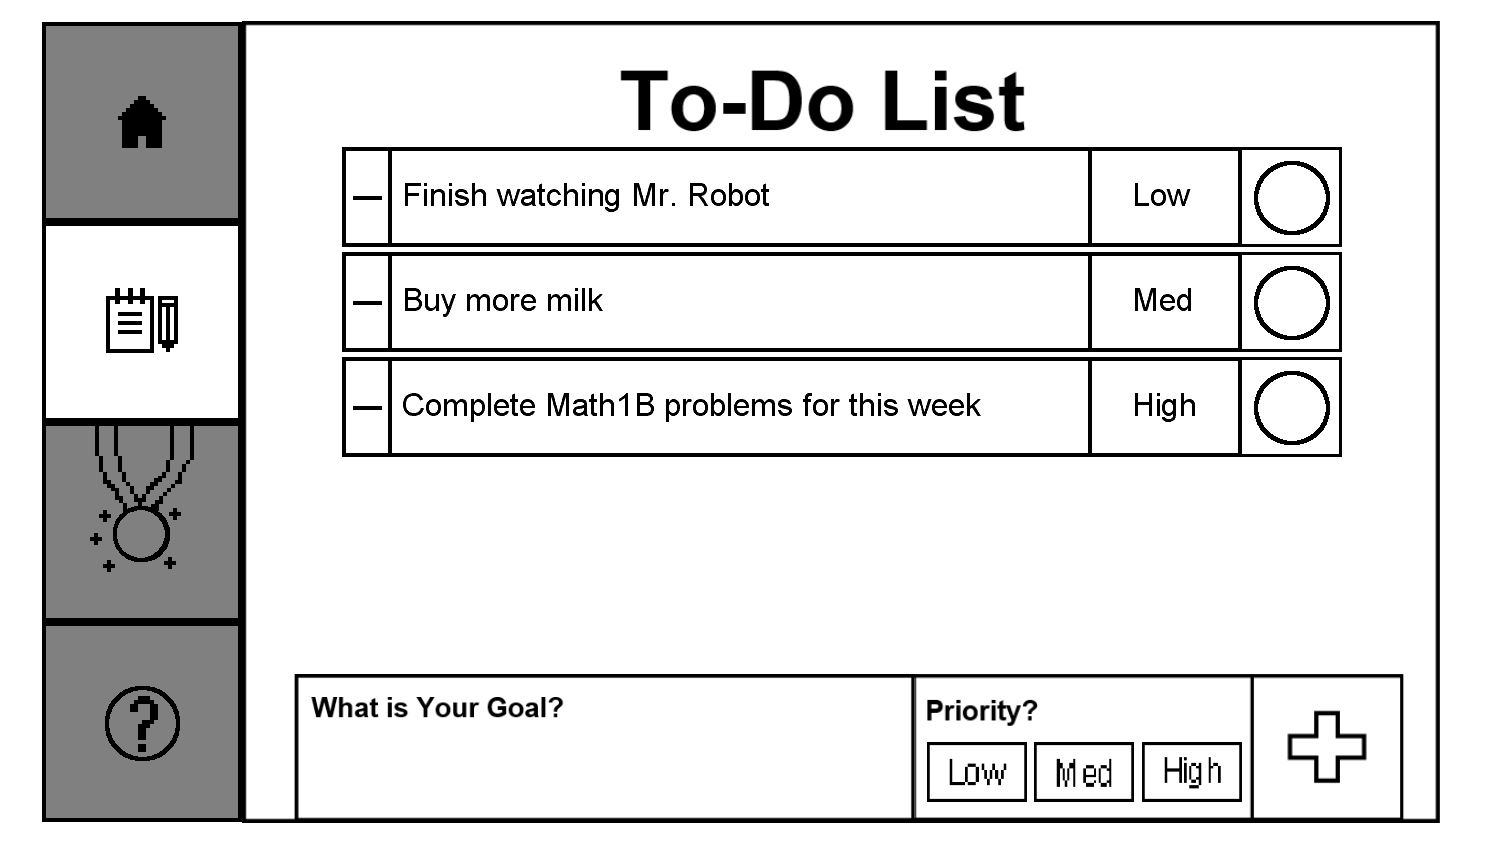 To-Do List
Finish watching Mr. Robot
Low
Buy more milk
Med
Complete Math1B problems for this week
High
What is Your Goal?
Priority?
Low Med High